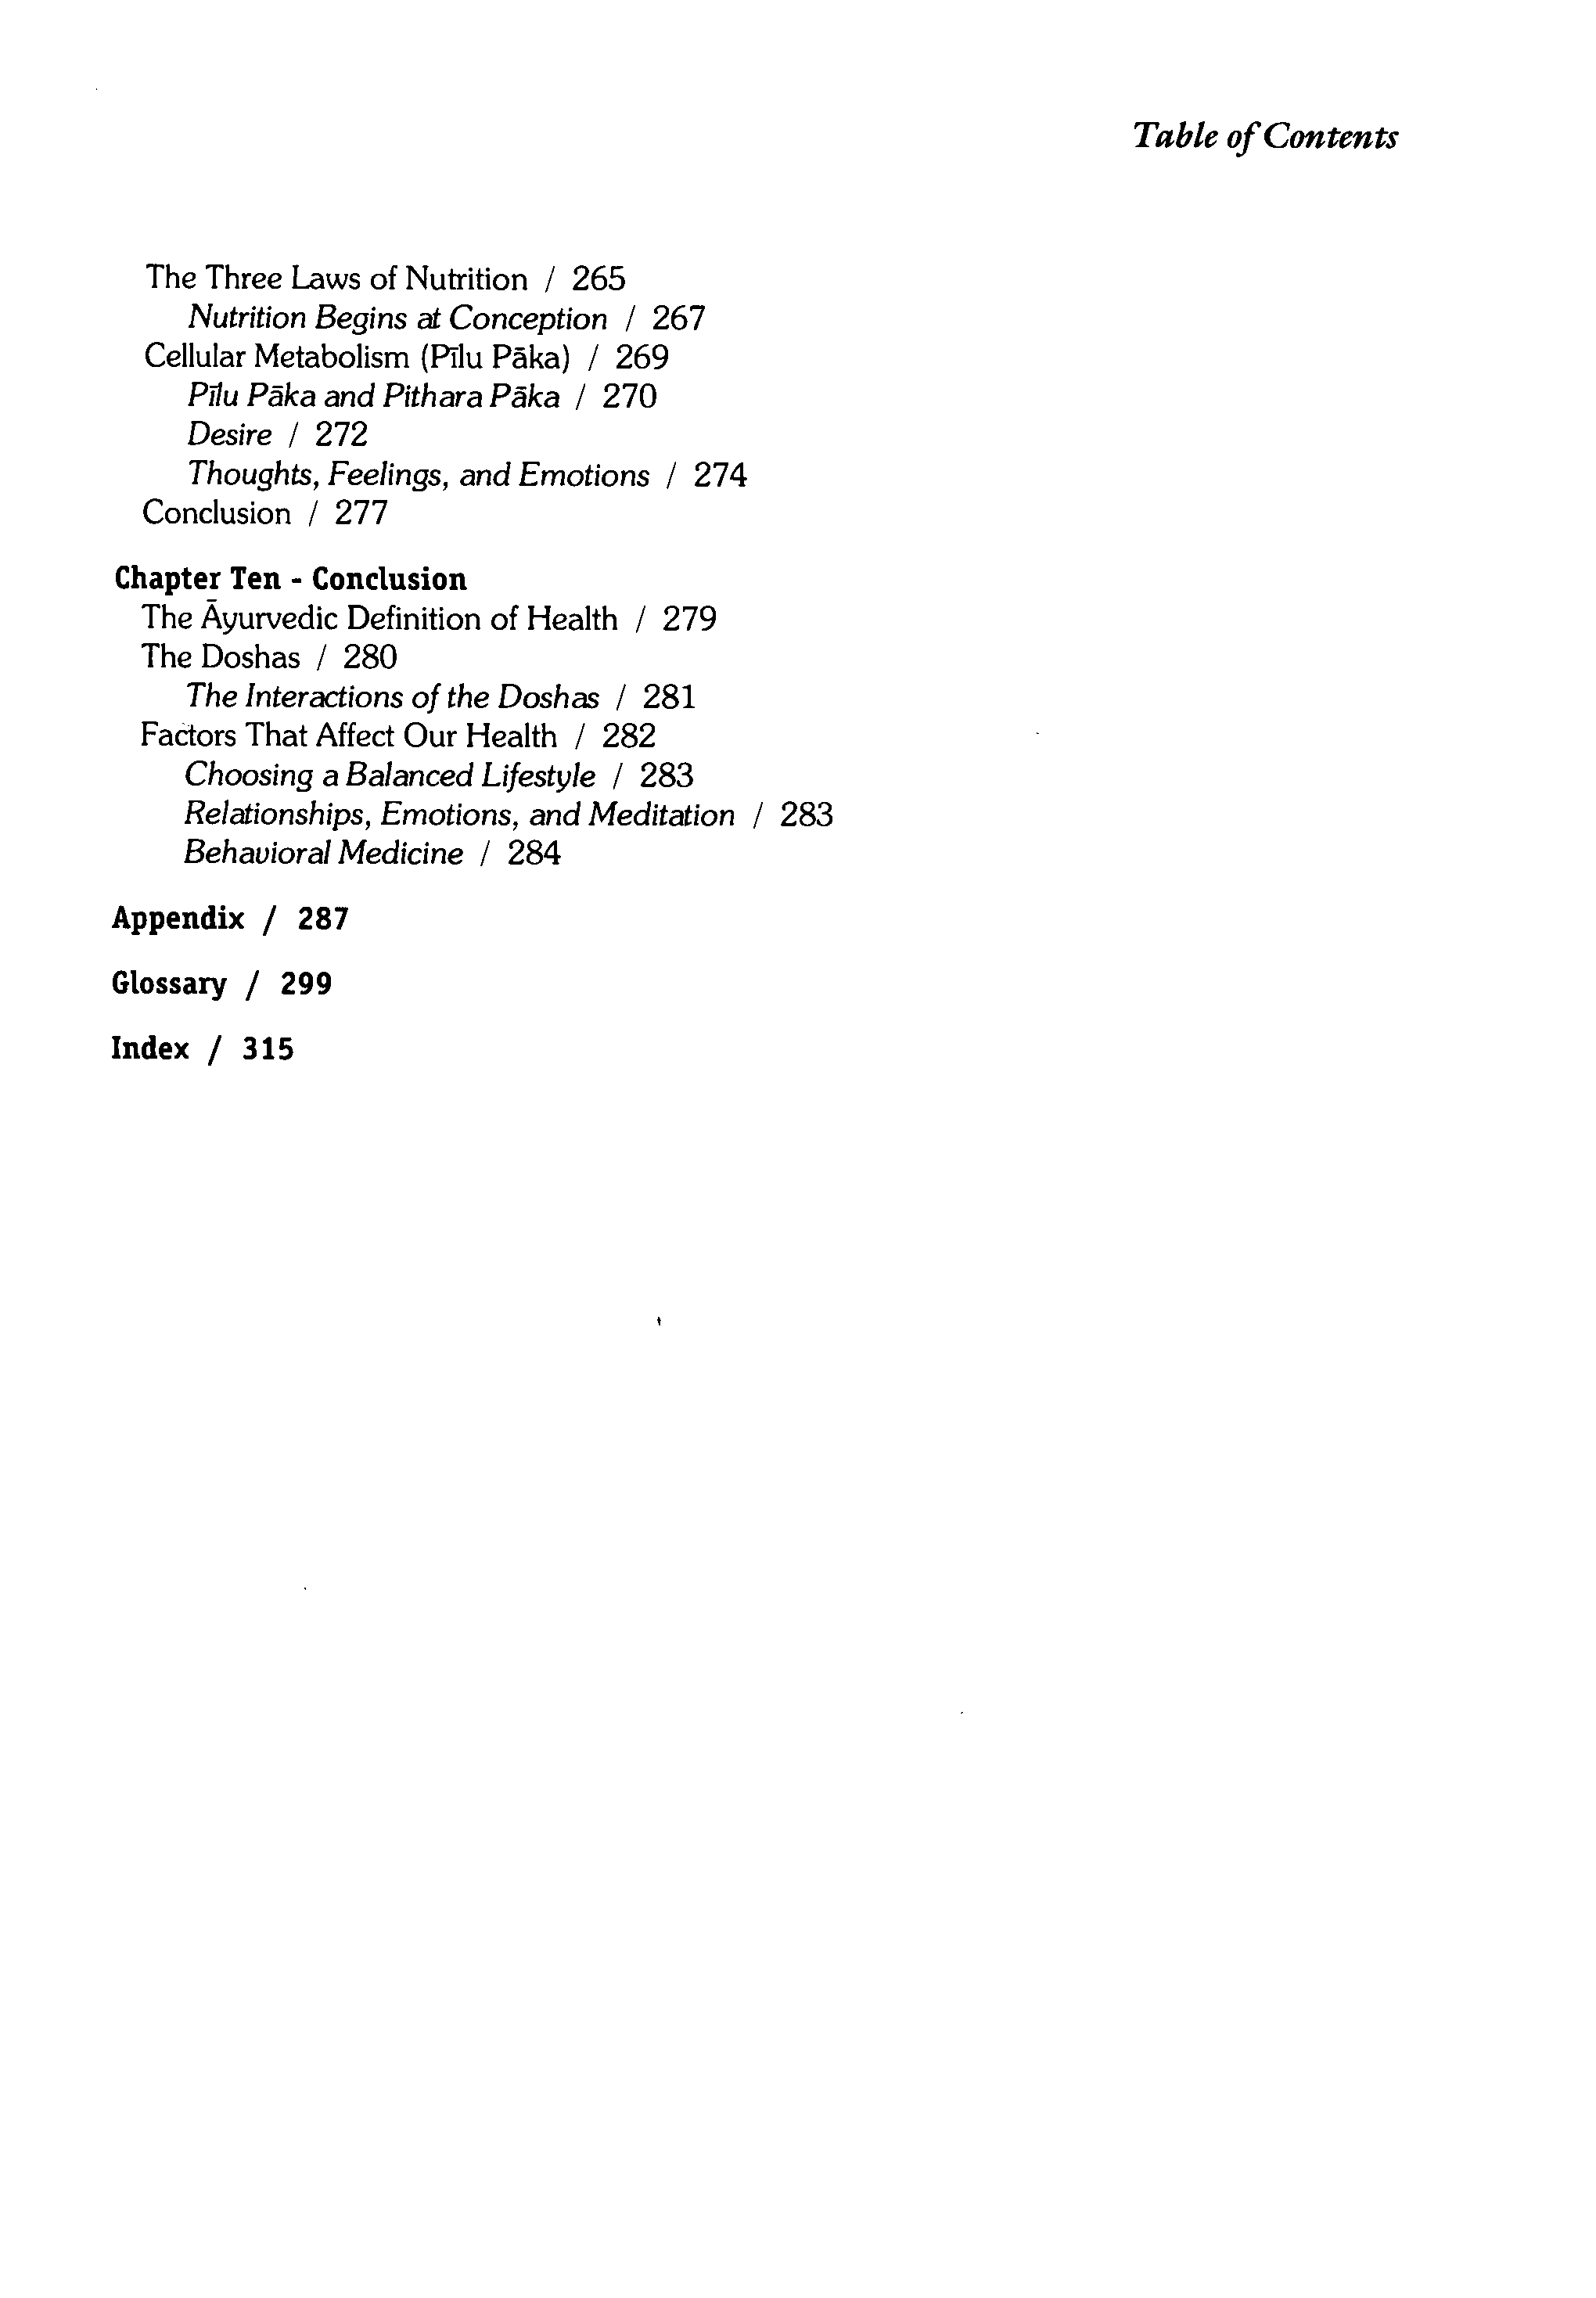 Table of Contents
The Three Laws of Nutrition / 265
Nutrition Begins at Conception / 267
Cellular Metabolism (Pīlu Pāka) / 269
Pīlu Pāka and Pithara Pāka / 270
Desire / 272
Thoughts, Feelings, and Emotions / 274
Conclusion / 277
Chapter Ten - Conclusion
The Āyurvedic Definition of Health / 279
The Doshas / 280
The Interactions of the Doshas / 281
Factors That Affect Our Health / 282
Choosing a Balanced Lifestyle / 283
Relationships, Emotions, and Meditation / 283
Behavioral Medicine / 284
Appendix / 287
Glossary / 299
Index / 315